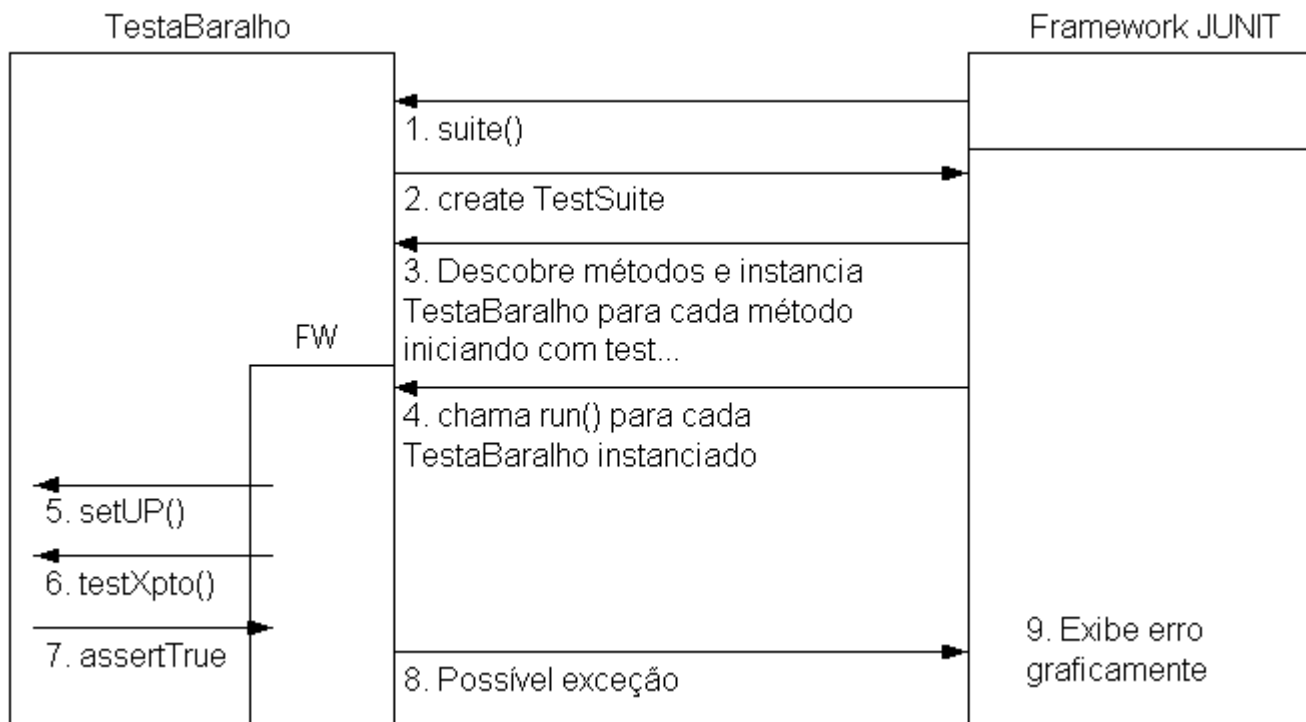 TestaBaralho
Framework JUNIT
1. suite()
2. create TestSuite
3. Descobre métodos e instancia
TestaBaralho para cada método
iniciando com test...
FW
4. chama run() para cada
TestaBaralho instanciado
5. setUP()
6. testXpto()
7. assertTrue
8. Possível exceção
9. Exibe erro
graficamente